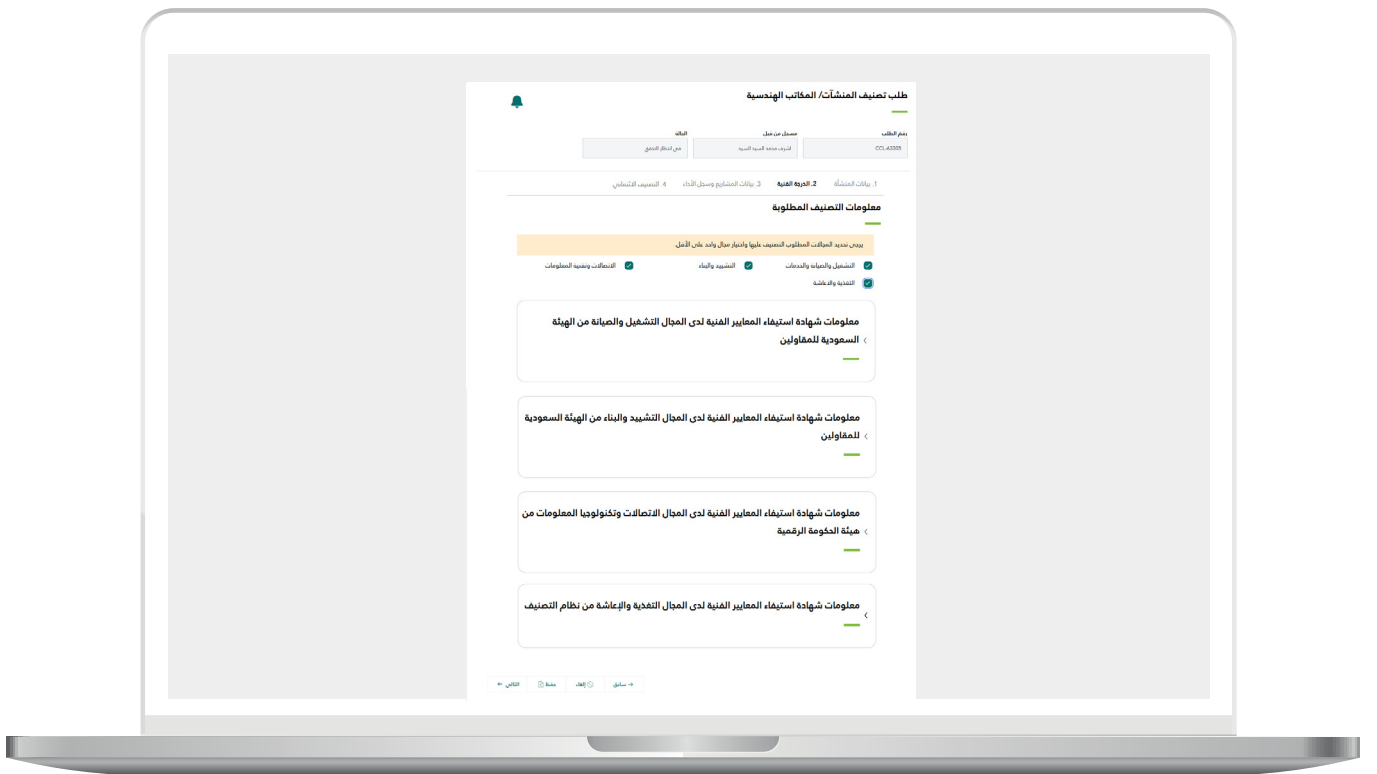 طلب تصنيف المنشآت/ المكاتب الهندسية
رقم الطلب
مسجل من قبل
الحالة
CCL-43305
اشرف محمد السيد السيد
في انتظار التحقق
1. بيانات المنشأة
2. الدرجة الفنية
3. بيانات المشاريع وسجل الأداء
4. التصنيف الائتماني
معلومات التصنيف المطلوبة
يرجى تحديد المجالات المطلوب التصنيف عليها واختيار مجال واحد على الأقل.
التشغيل والصيانة والخدمات
التشييد والبناء
الاتصالات وتقنية المعلومات
التغذية والاعاشة
معلومات شهادة استيفاء المعايير الفنية لدى المجال التشغيل والصيانة من الهيئة
السعودية للمقاولين
معلومات شهادة استيفاء المعايير الفنية لدى المجال التشييد والبناء من الهيئة السعودية
للمقاولين
معلومات شهادة استيفاء المعايير الفنية لدى المجال الاتصالات وتكنولوجيا المعلومات من
هيئة الحكومة الرقمية
معلومات شهادة استيفاء المعايير الفنية لدى المجال التغذية والإعاشة من نظام التصنيف
سابق
إلغاء
حفظ
التالي